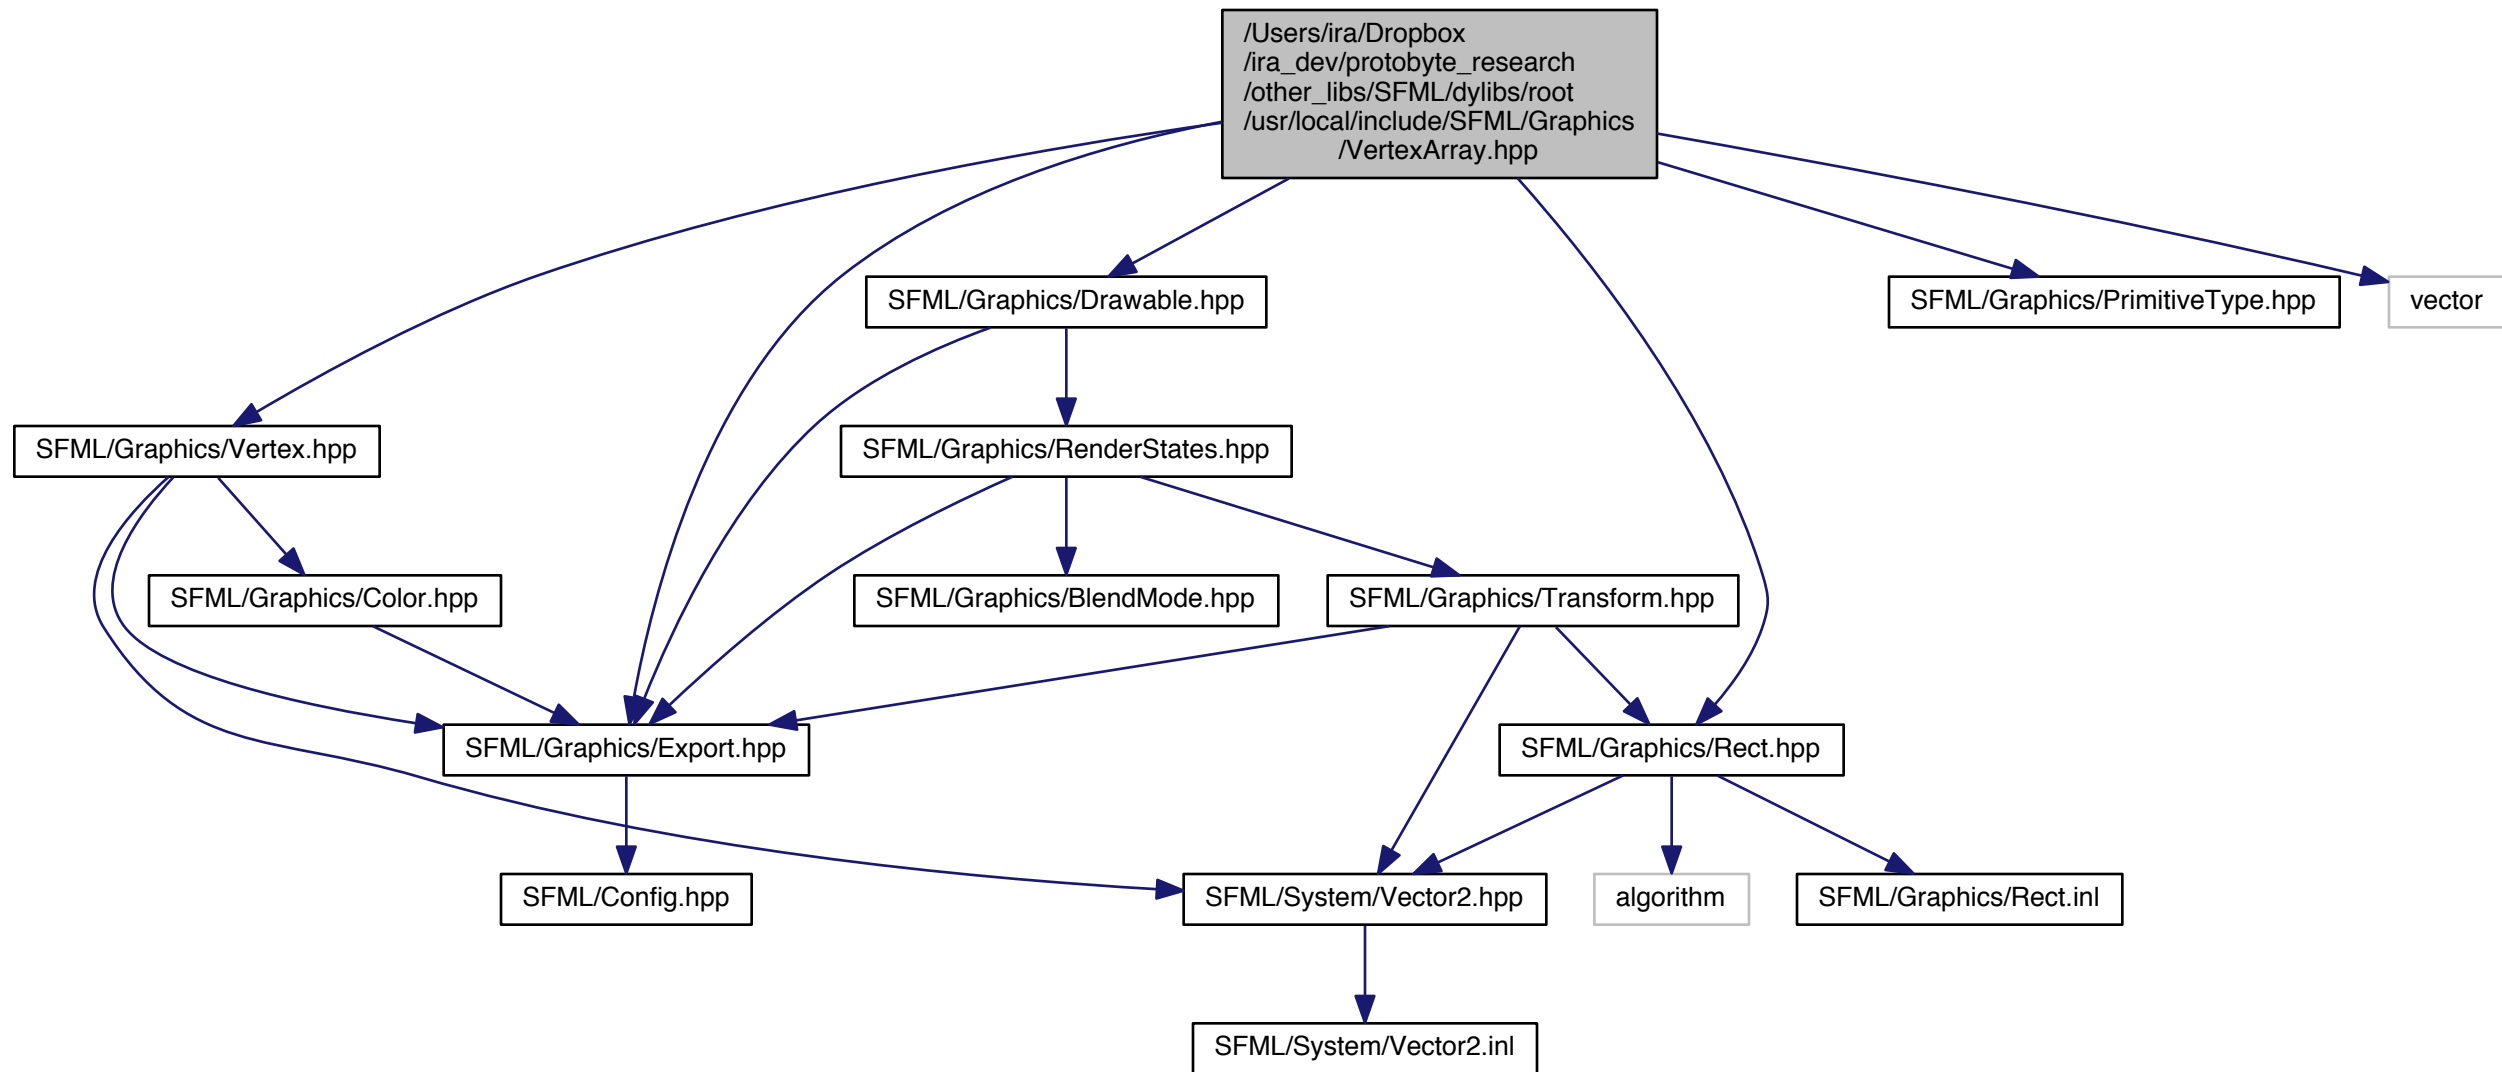 /Users/ira/Dropbox
/ira_dev/protobyte_research
/other_libs/SFML/dylibs/root
/usr/local/include/SFML/Graphics
/VertexArray.hpp
SFML/Graphics/Drawable.hpp
SFML/Graphics/PrimitiveType.hpp
vector
SFML/Graphics/Vertex.hpp
SFML/Graphics/RenderStates.hpp
SFML/Graphics/Color.hpp
SFML/Graphics/BlendMode.hpp
SFML/Graphics/Transform.hpp
SFML/Graphics/Export.hpp
SFML/Graphics/Rect.hpp
SFML/Config.hpp
SFML/System/Vector2.hpp
algorithm
SFML/Graphics/Rect.inl
SFML/System/Vector2.inl